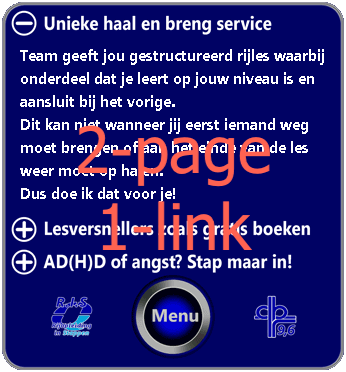 Unieke haal en breng service
Team geeft jou gestructureerd rijles waarbij
onderdeel dat je leert op jouw niveau is en
aansluit bij het vorige.
Dit kan niet wanneer jij eerst iemand weg
moet brengen of aan het einde van de les
weer moet op halen.
Dus doe ik dat voor je!
2-page
1-link
Lesversnellers zoals gratis boeken
AD(H)D of angst? Stap maar in!
R.i.S
Rijopleiding
in Stappen
Menu
9,6